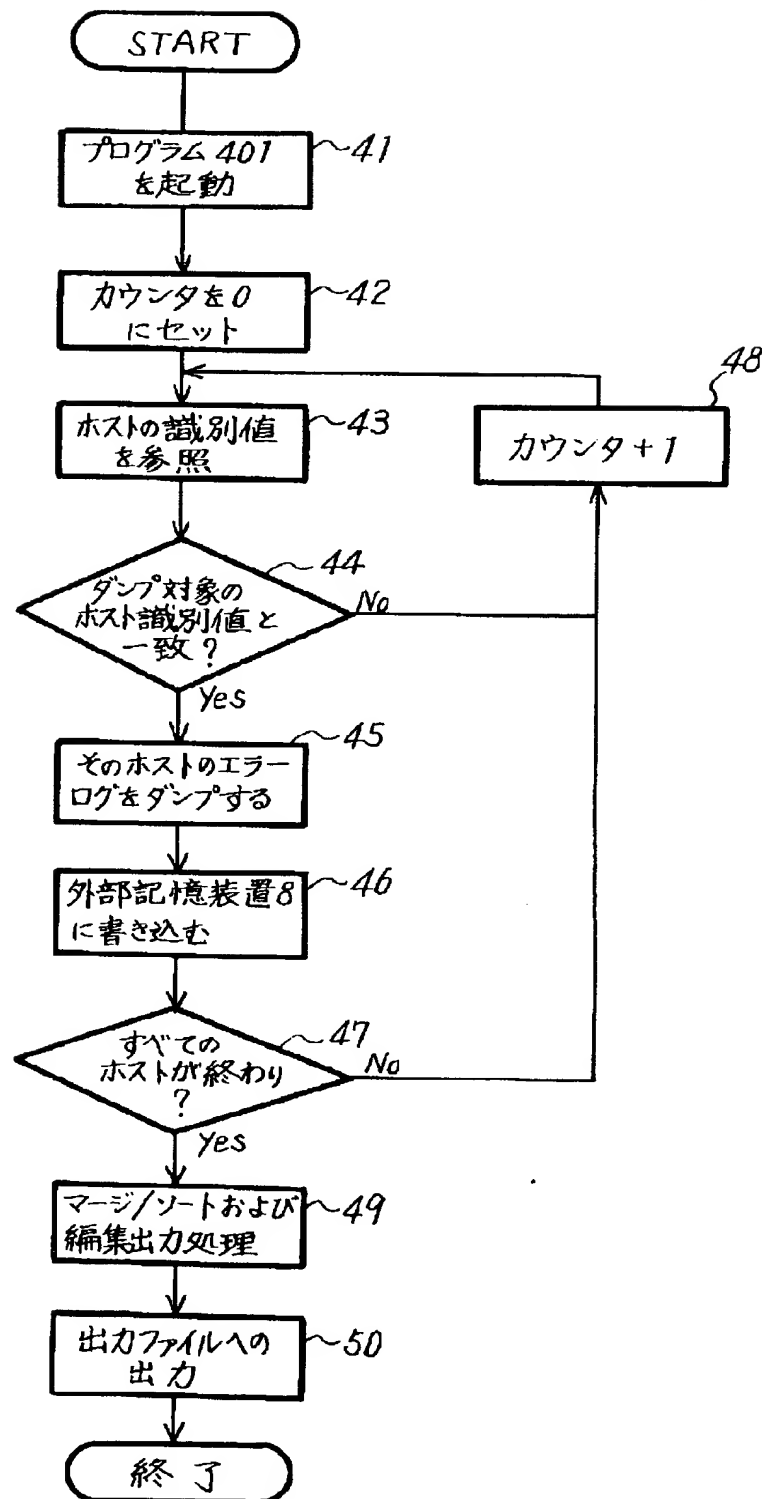 START
プログラム401
を起動
41
カウンタを0
にセット
42
ホストの識別値
を参照
43
48
カウンタ+1
ダンプ対象の
ホスト識別値と
一致?
44
No
Yes
そのホストのエラー
ログをダンプする
45
外部記憶装置8
に書き込む
46
すべての
ホストが終わり
?
47
No
Yes
マージ/ソートおよび
編集出力処理
49
出力ファイルへの
出力
50
終了